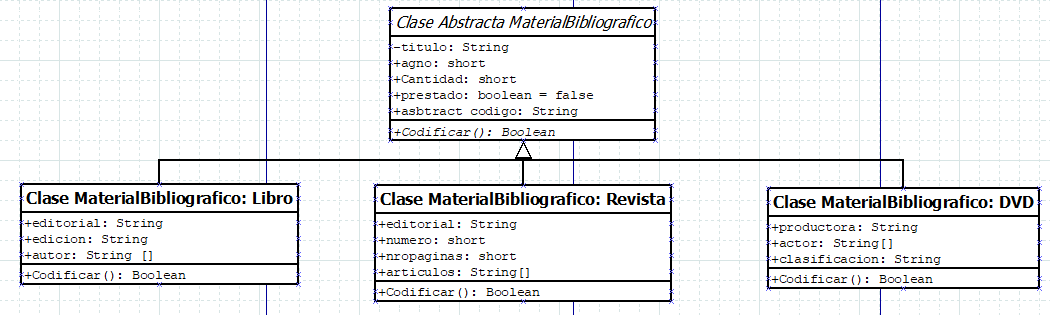 Clase Abstracta MaterialBibliografico
-titulo: String
+agno: short
+Cantidad: short
+prestado: boolean = false
+asbtract codigo: String
+Codificar(): Boolean
Clase MaterialBibliografico: Libro
+editorial: String
+edicion: String
+autor: String []
+Codificar(): Boolean
Clase MaterialBibliografico: Revista
+editorial: String
+numero: short
+nropaginas: short
+articulos: String[]
+Codificar(): Boolean
Clase MaterialBibliografico: DVD
+productora: String
+actor: String[]
+clasificacion: String
+Codificar(): Boolean